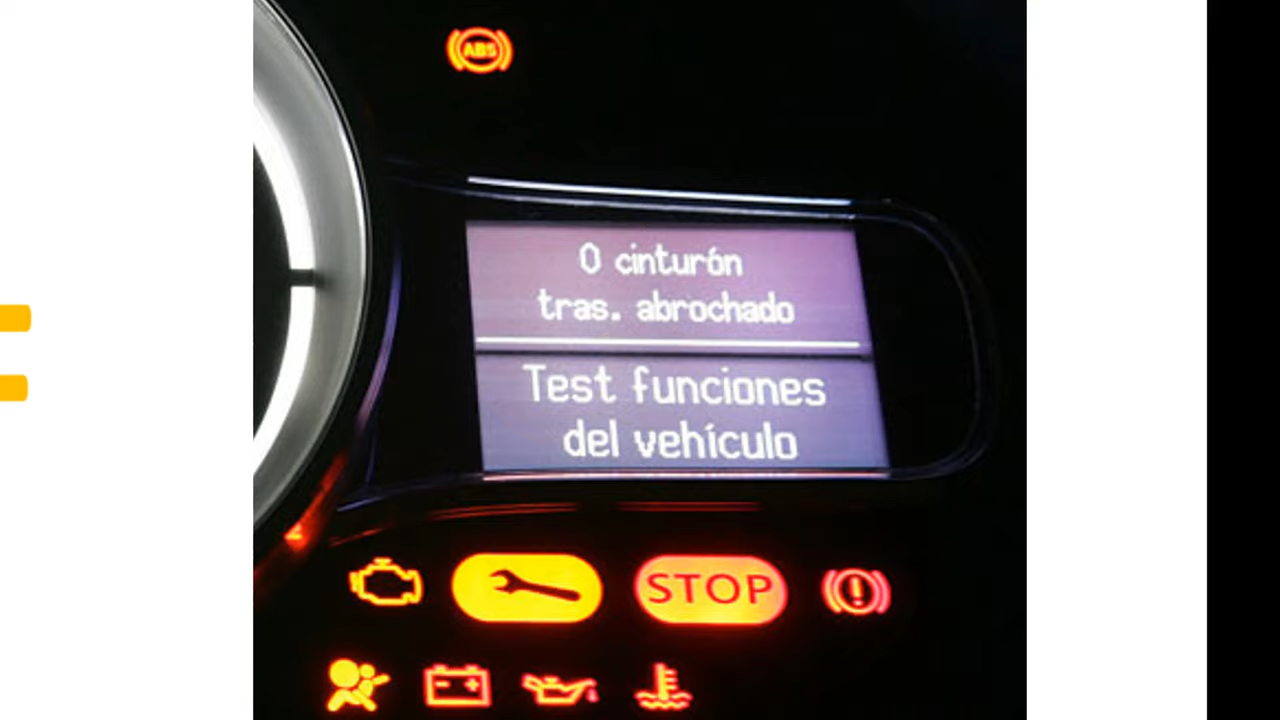 ABS
0 cinturón
tras. abrochado
Test funciones
del vehículo
STOP